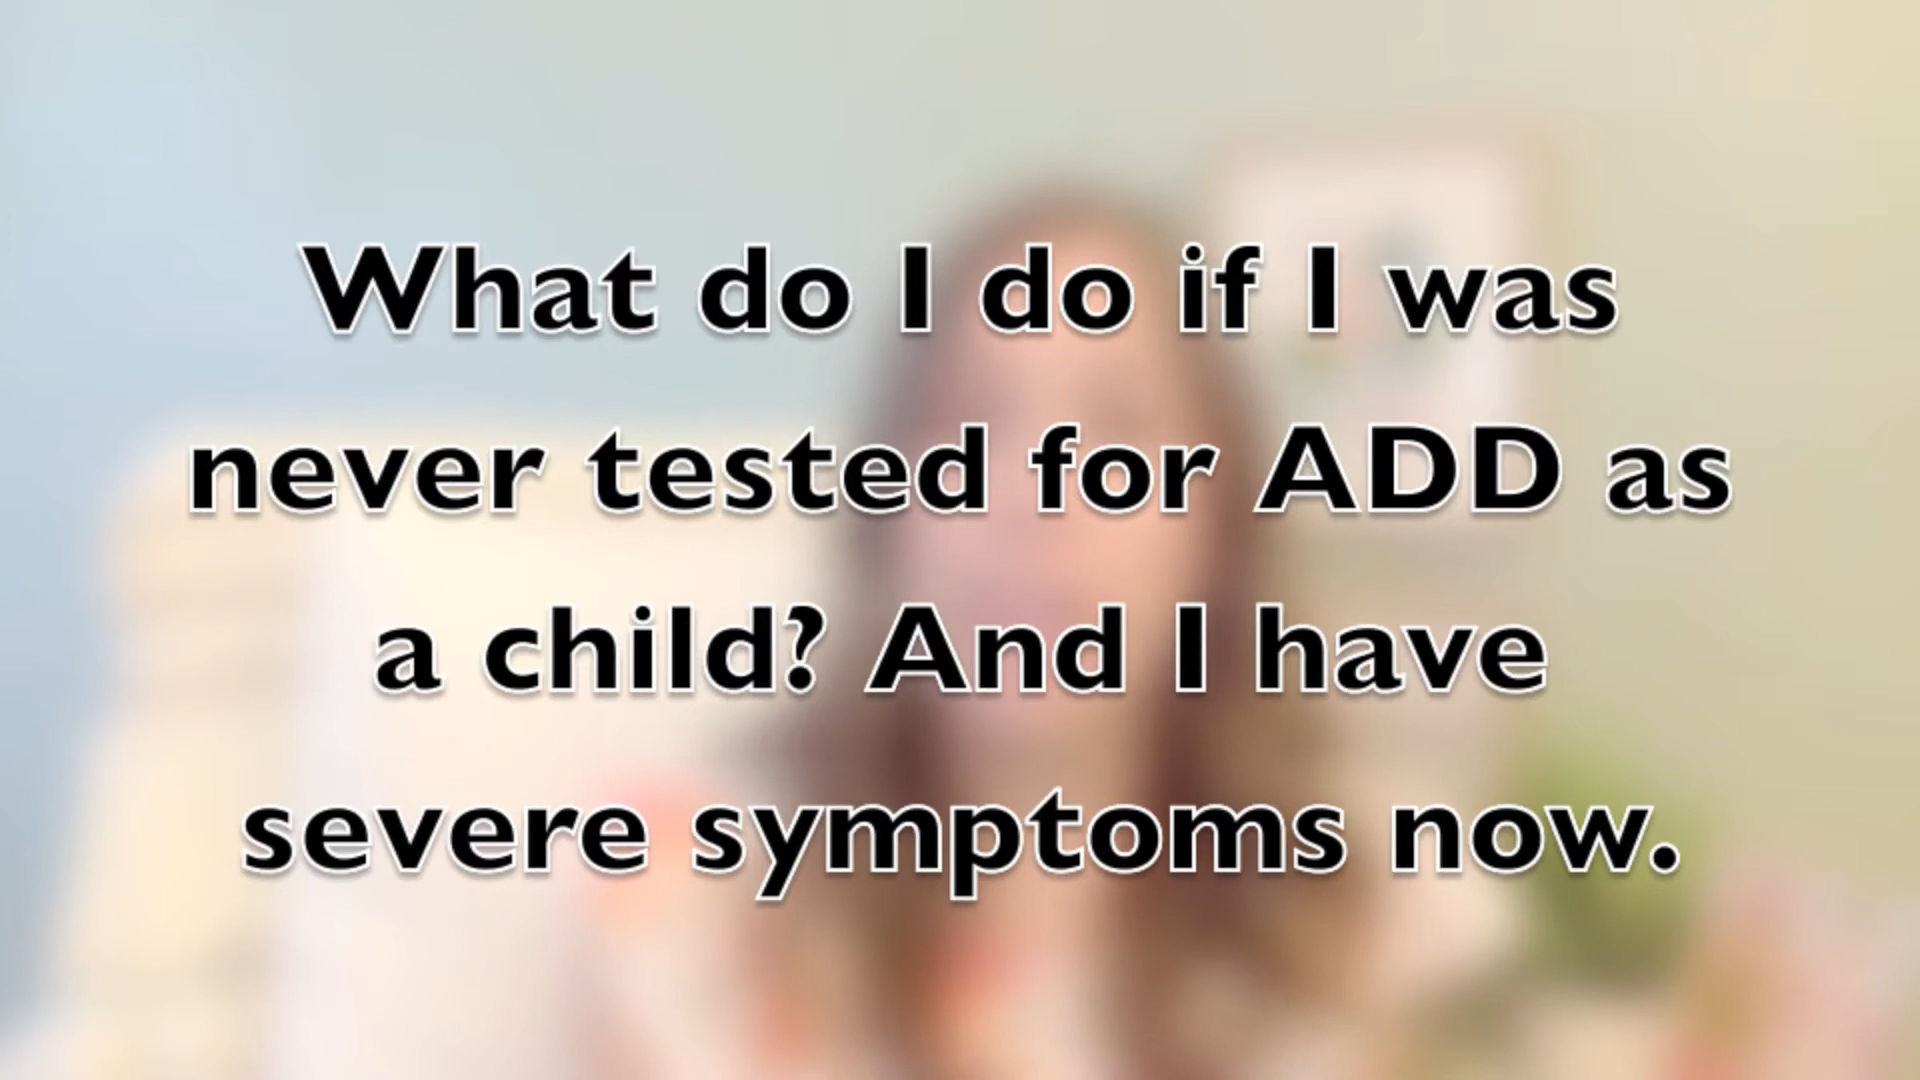 What do I do if I was
never tested for ADD as
a child? And I have
severe symptoms now.